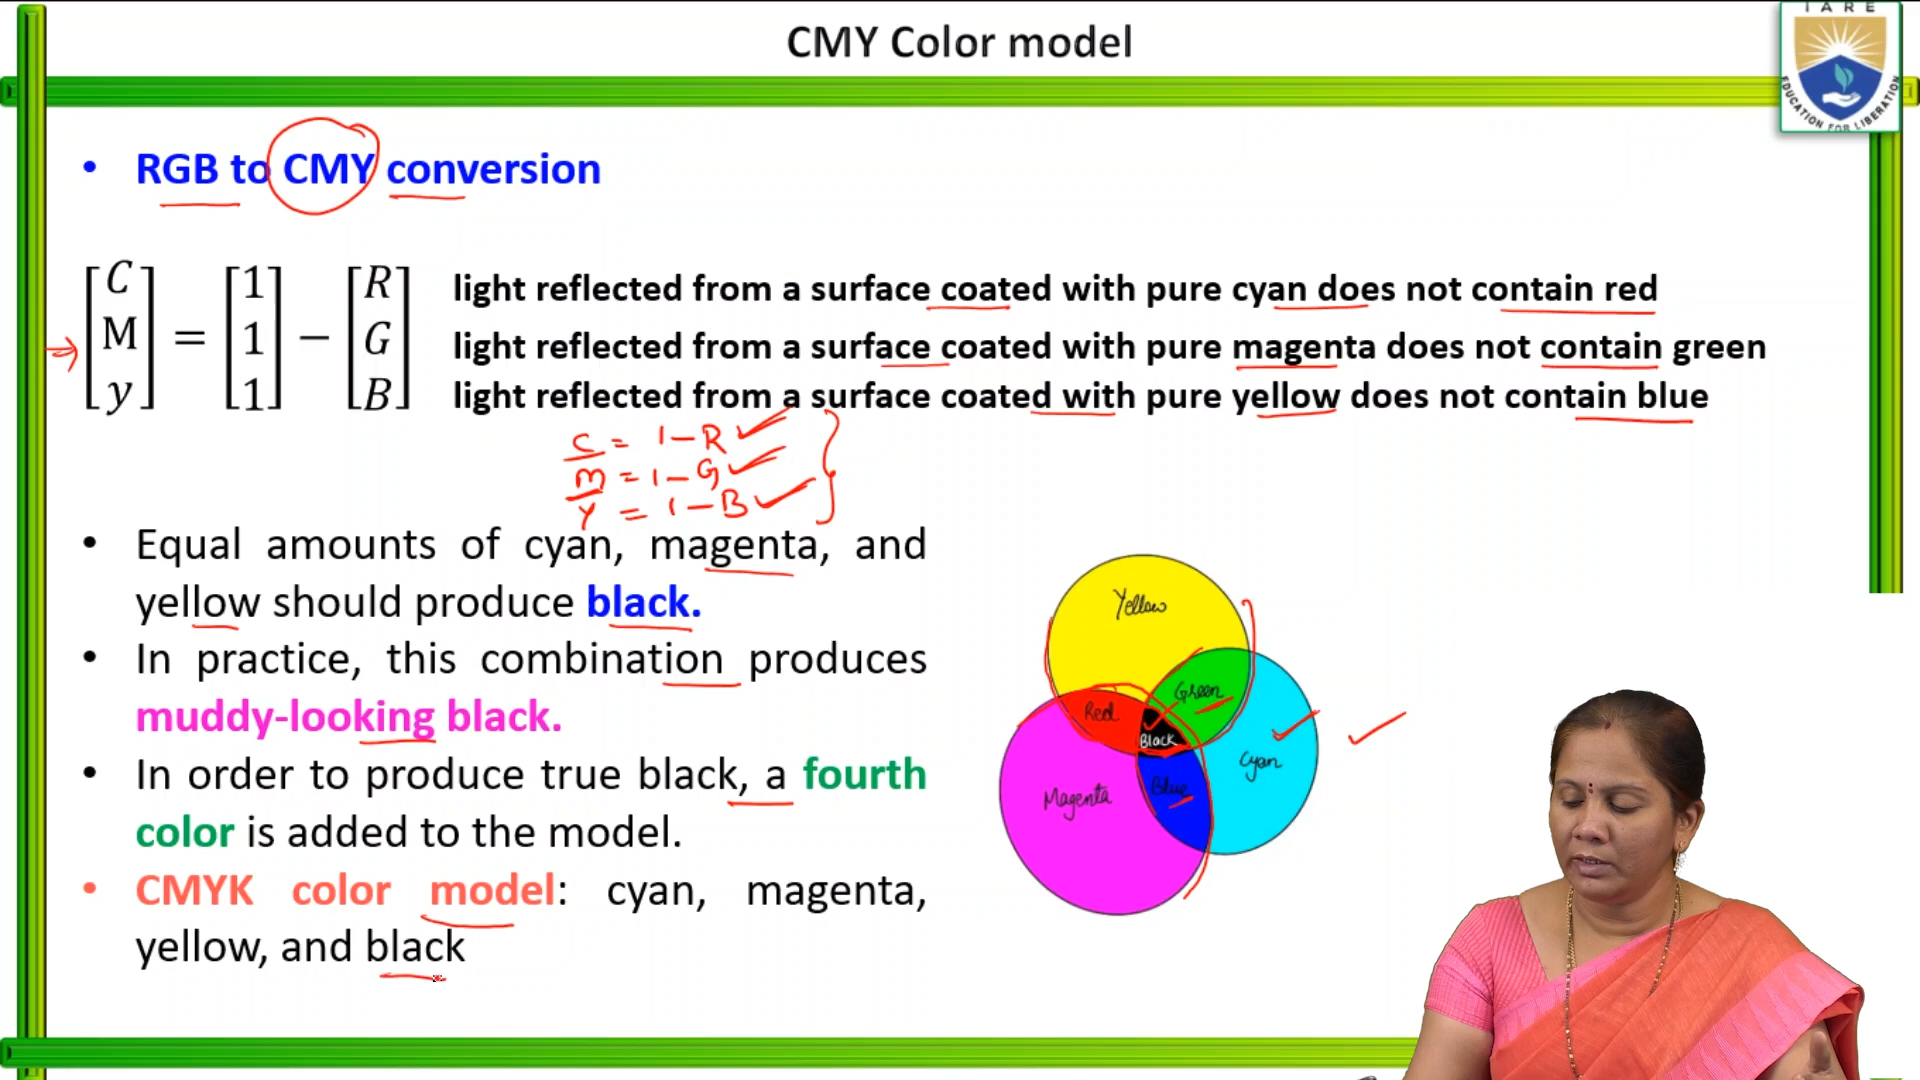 CMY Color model
IARE
EDUCATION FOR LIBERATION
• RGB to CMY conversion
[C M y] = [1 1 1] − [R G B]
light reflected from a surface coated with pure cyan does not contain red
light reflected from a surface coated with pure magenta does not contain green
light reflected from a surface coated with pure yellow does not contain blue
C = 1 − R
m = 1 − G
Y = 1 − B
• Equal amounts of cyan, magenta, and
yellow should produce black.
• In practice, this combination produces
muddy-looking black.
• In order to produce true black, a fourth
color is added to the model.
• CMYK color model: cyan, magenta,
yellow, and black
Yellow
Green
Red
Black
Cyan
Blue
Magenta